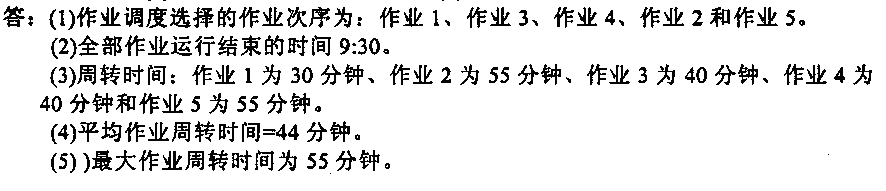 答：(1)作业调度选择的作业次序为：作业 1、作业 3、作业 4、作业 2 和作业 5。
(2)全部作业运行结束的时间 9:30。
(3)周转时间：作业 1 为 30 分钟、作业 2 为 55 分钟、作业 3 为 40 分钟、作业 4 为
40 分钟和作业 5 为 55 分钟。
(4)平均作业周转时间=44 分钟。
(5) )最大作业周转时间为 55 分钟。